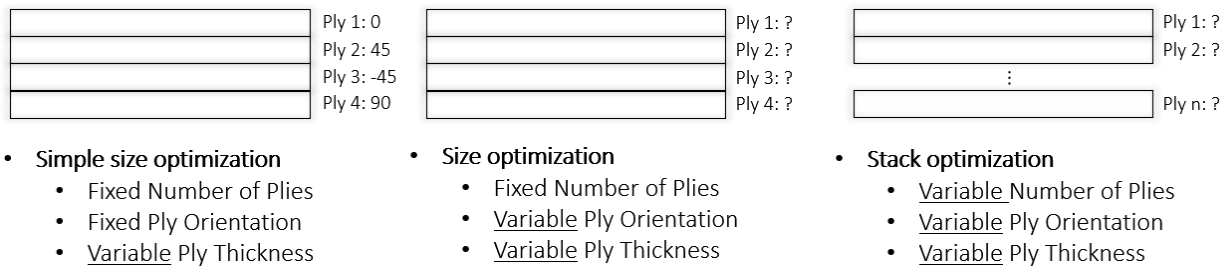 Ply 1: 0
Ply 2: 45
Ply 3: -45
Ply 4: 90
• Simple size optimization
• Fixed Number of Plies
• Fixed Ply Orientation
• Variable Ply Thickness
Ply 1: ?
Ply 2: ?
Ply 3: ?
Ply 4: ?
• Size optimization
• Fixed Number of Plies
• Variable Ply Orientation
• Variable Ply Thickness
Ply 1: ?
Ply 2: ?
⋮
Ply n: ?
• Stack optimization
• Variable Number of Plies
• Variable Ply Orientation
• Variable Ply Thickness